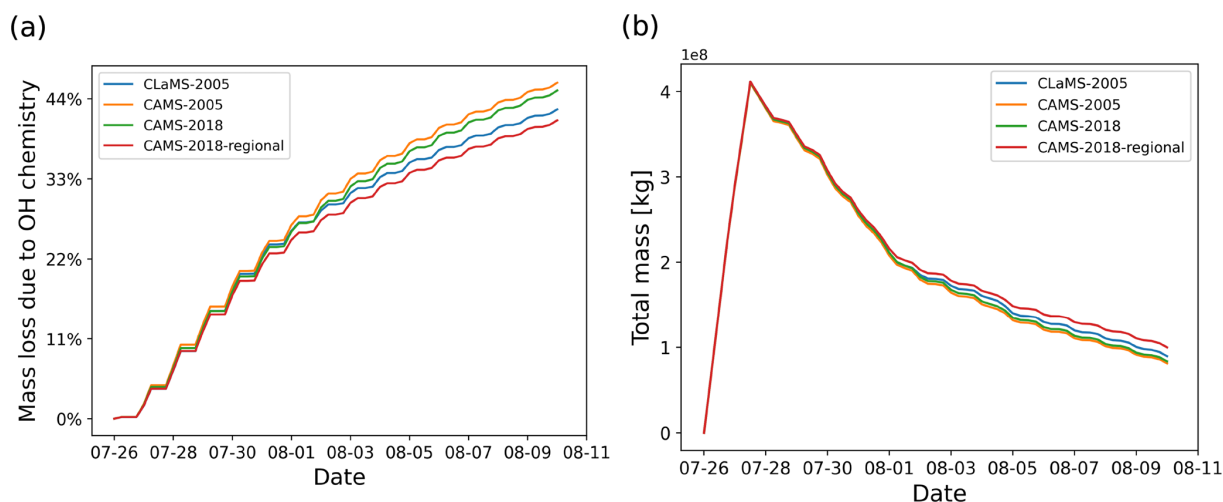 (a)
Mass loss due to OH chemistry
44%
33%
22%
11%
0%
CLaMS-2005
CAMS-2005
CAMS-2018
CAMS-2018-regional
07-26 07-28 07-30 08-01 08-03 08-05 08-07 08-09 08-11
Date
(b)
1e8
Total mass [kg]
4
3
2
1
0
CLaMS-2005
CAMS-2005
CAMS-2018
CAMS-2018-regional
07-26 07-28 07-30 08-01 08-03 08-05 08-07 08-09 08-11
Date